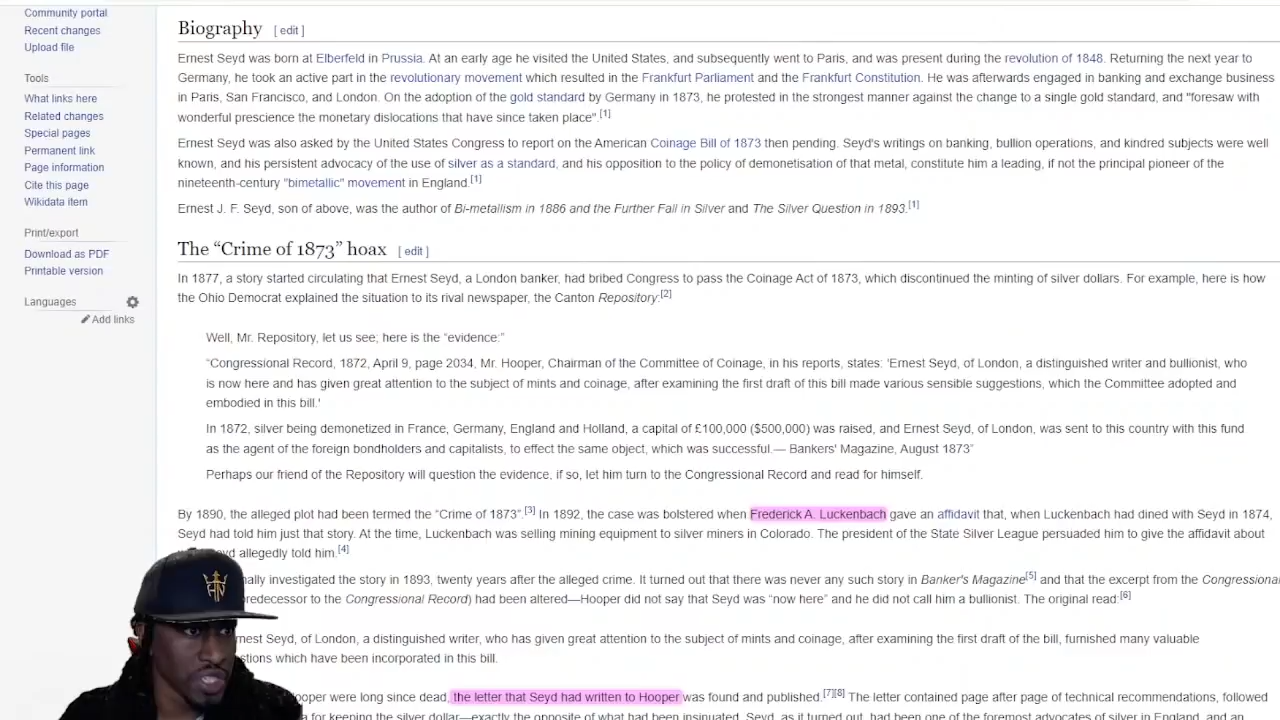 Community portal
Recent changes
Upload file
Tools
What links here
Related changes
Special pages
Permanent link
Page information
Cite this page
Wikidata item
Print/export
Download as PDF
Printable version
Languages
Add links
Biography [ edit ]
Ernest Seyd was born at Elberfeld in Prussia. At an early age he visited the United States, and subsequently went to Paris, and was present during the revolution of 1848. Returning the next year to
Germany, he took an active part in the revolutionary movement which resulted in the Frankfurt Parliament and the Frankfurt Constitution. He was afterwards engaged in banking and exchange business
in Paris, San Francisco, and London. On the adoption of the gold standard by Germany in 1873, he protested in the strongest manner against the change to a single gold standard, and "foresaw with
wonderful prescience the monetary dislocations that have since taken place".[1]
Ernest Seyd was also asked by the United States Congress to report on the American Coinage Bill of 1873 then pending. Seyd's writings on banking, bullion operations, and kindred subjects were well
known, and his persistent advocacy of the use of silver as a standard, and his opposition to the policy of demonetisation of that metal, constitute him a leading, if not the principal pioneer of the
nineteenth-century "bimetallic" movement in England.[1]
Ernest J. F. Seyd, son of above, was the author of Bi-metallism in 1886 and the Further Fall in Silver and The Silver Question in 1893.[1]
The “Crime of 1873” hoax [ edit ]
In 1877, a story started circulating that Ernest Seyd, a London banker, had bribed Congress to pass the Coinage Act of 1873, which discontinued the minting of silver dollars. For example, here is how
the Ohio Democrat explained the situation to its rival newspaper, the Canton Repository:[2]
Well, Mr. Repository, let us see; here is the “evidence:”
“Congressional Record, 1872, April 9, page 2034, Mr. Hooper, Chairman of the Committee of Coinage, in his reports, states: 'Ernest Seyd, of London, a distinguished writer and bullionist, who
is now here and has given great attention to the subject of mints and coinage, after examining the first draft of this bill made various sensible suggestions, which the Committee adopted and
embodied in this bill.'
In 1872, silver being demonetized in France, Germany, England and Holland, a capital of £100,000 ($500,000) was raised, and Ernest Seyd, of London, was sent to this country with this fund
as the agent of the foreign bondholders and capitalists, to effect the same object, which was successful.— Bankers' Magazine, August 1873”
Perhaps our friend of the Repository will question the evidence, if so, let him turn to the Congressional Record and read for himself.
By 1890, the alleged plot had been termed the “Crime of 1873”.[3] In 1892, the case was bolstered when Frederick A. Luckenbach gave an affidavit that, when Luckenbach had dined with Seyd in 1874,
Seyd had told him just that story. At the time, Luckenbach was selling mining equipment to silver miners in Colorado. The president of the State Silver League persuaded him to give the affidavit about
allegedly told him.[4]
investigated the story in 1893, twenty years after the alleged crime. It turned out that there was never any such story in Banker's Magazine[5] and that the excerpt from the Congressional
to the Congressional Record) had been altered—Hooper did not say that Seyd was “now here” and he did not call him a bullionist. The original read:[6]
Seyd, of London, a distinguished writer, who has given great attention to the subject of mints and coinage, after examining the first draft of the bill, furnished many valuable
which have been incorporated in this bill.
were long since dead, the letter that Seyd had written to Hooper was found and published.[7][8] The letter contained page after page of technical recommendations, followed
for keeping the silver dollar—exactly the opposite of what had been insinuated. Seyd, as it turned out, had been one of the foremost advocates of silver in England, and an